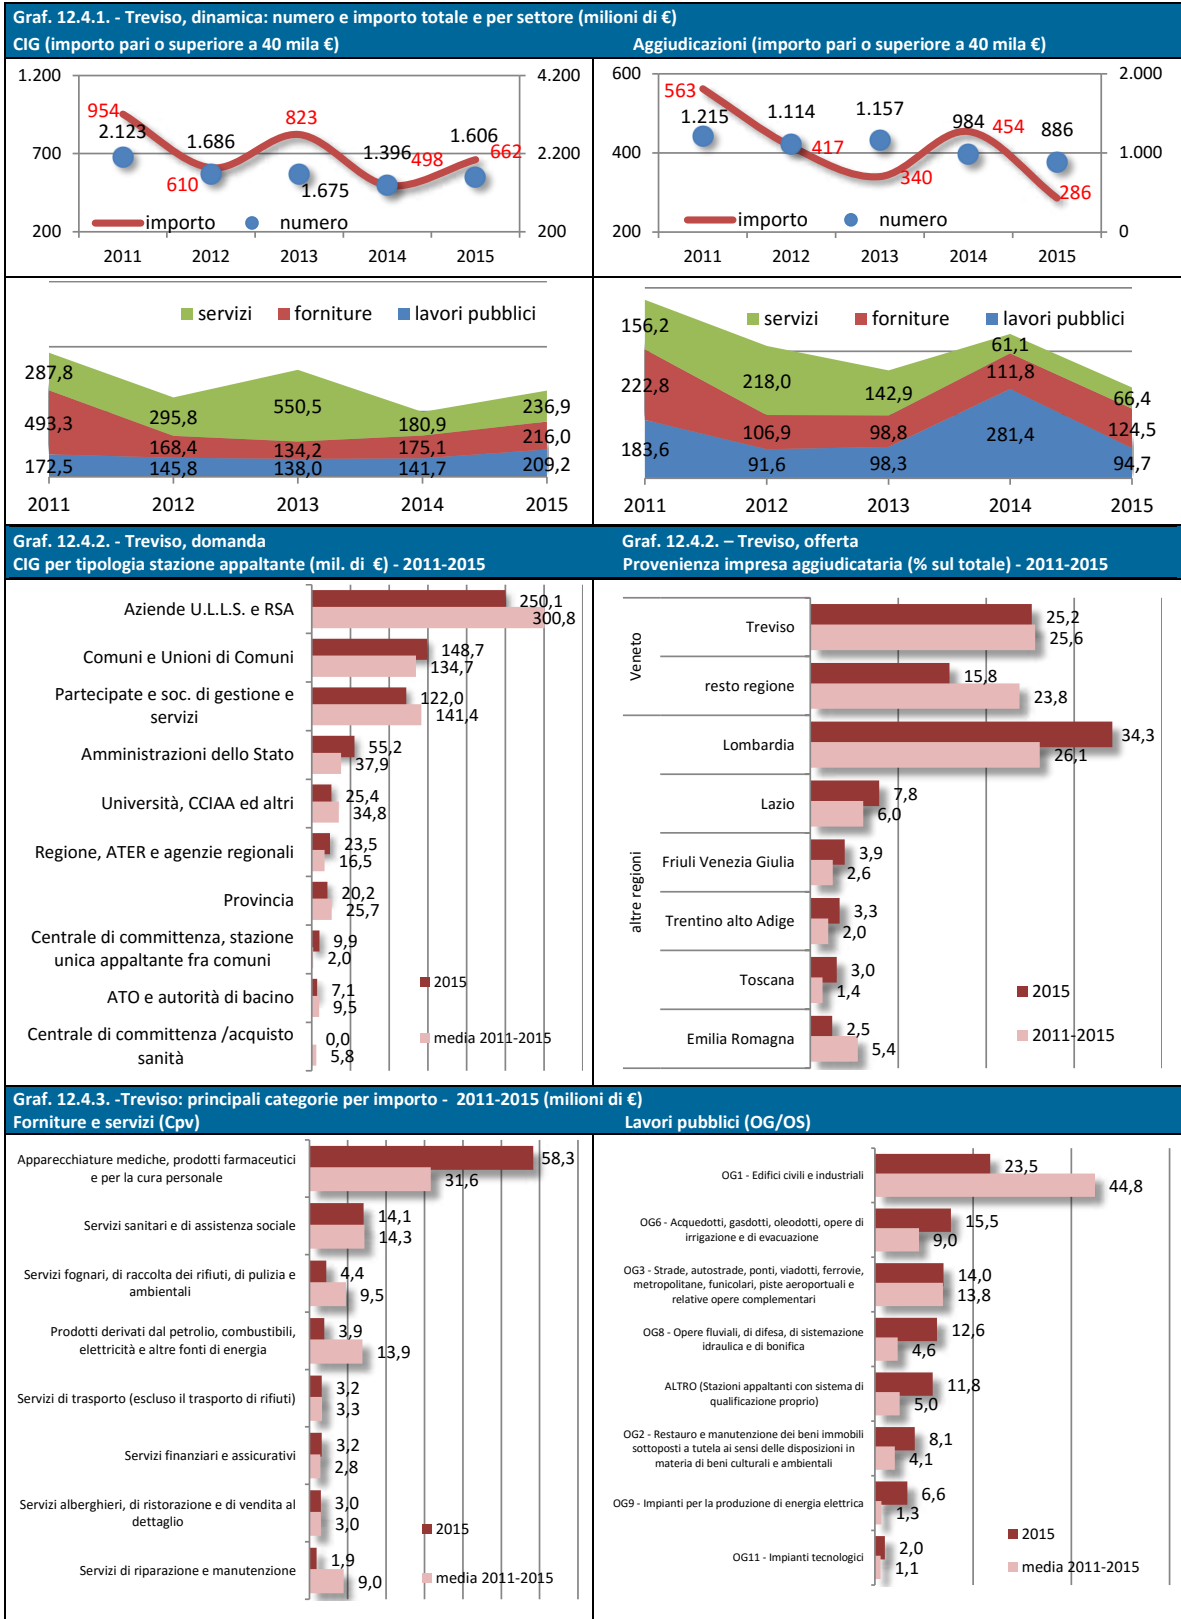 Graf. 12.4.1. - Treviso, dinamica: numero e importo totale e per settore (milioni di €)
CIG (importo pari o superiore a 40 mila €)
Aggiudicazioni (importo pari o superiore a 40 mila €)
1.200
700
200
4.200
2.200
200
954
2.123
610
1.686
823
1.675
1.396
498
1.606
662
importo
numero
2011
2012
2013
2014
2015
600
400
200
2.000
1.000
0
563
1.215
1.114
417
1.157
340
984
454
886
286
importo
numero
2011
2012
2013
2014
2015
servizi
forniture
lavori pubblici
287,8
295,8
550,5
180,9
236,9
493,3
168,4
134,2
175,1
216,0
172,5
145,8
138,0
141,7
209,2
2011
2012
2013
2014
2015
servizi
forniture
lavori pubblici
156,2
218,0
142,9
61,1
66,4
222,8
106,9
98,8
111,8
124,5
183,6
91,6
98,3
281,4
94,7
2011
2012
2013
2014
2015
Graf. 12.4.2. - Treviso, domanda
CIG per tipologia stazione appaltante (mil. di €) - 2011-2015
Graf. 12.4.2. – Treviso, offerta
Provenienza impresa aggiudicataria (% sul totale) - 2011-2015
Aziende U.L.L.S. e RSA
250,1
300,8
Comuni e Unioni di Comuni
148,7
134,7
Partecipate e soc. di gestione e
servizi
122,0
141,4
Amministrazioni dello Stato
55,2
37,9
Università, CCIAA ed altri
25,4
34,8
Regione, ATER e agenzie regionali
23,5
16,5
Provincia
20,2
25,7
Centrale di committenza, stazione
unica appaltante fra comuni
9,9
2,0
ATO e autorità di bacino
7,1
9,5
Centrale di committenza /acquisto
sanità
0,0
5,8
2015
media 2011-2015
Veneto
Treviso
25,2
25,6
resto regione
15,8
23,8
altre regioni
Lombardia
34,3
26,1
Lazio
7,8
6,0
Friuli Venezia Giulia
3,9
2,6
Trentino alto Adige
3,3
2,0
Toscana
3,0
1,4
Emilia Romagna
2,5
5,4
2015
2011-2015
Graf. 12.4.3. -Treviso: principali categorie per importo - 2011-2015 (milioni di €)
Forniture e servizi (Cpv)
Lavori pubblici (OG/OS)
Apparecchiature mediche, prodotti farmaceutici
e per la cura personale
58,3
31,6
Servizi sanitari e di assistenza sociale
14,1
14,3
Servizi fognari, di raccolta dei rifiuti, di pulizia e
ambientali
4,4
9,5
Prodotti derivati dal petrolio, combustibili,
elettricità e altre fonti di energia
3,9
13,9
Servizi di trasporto (escluso il trasporto di rifiuti)
3,2
3,3
Servizi finanziari e assicurativi
3,2
2,8
Servizi alberghieri, di ristorazione e di vendita al
dettaglio
3,0
3,0
Servizi di riparazione e manutenzione
1,9
9,0
2015
media 2011-2015
OG1 - Edifici civili e industriali
23,5
44,8
OG6 - Acquedotti, gasdotti, oleodotti, opere di
irrigazione e di evacuazione
15,5
9,0
OG3 - Strade, autostrade, ponti, viadotti, ferrovie,
metropolitane, funicolari, piste aeroportuali e
relative opere complementari
14,0
13,8
OG8 - Opere fluviali, di difesa, di sistemazione
idraulica e di bonifica
12,6
4,6
ALTRO (Stazioni appaltanti con sistema di
qualificazione proprio)
11,8
5,0
OG2 - Restauro e manutenzione dei beni immobili
sottoposti a tutela ai sensi delle disposizioni in
materia di beni culturali e ambientali
8,1
4,1
OG9 - Impianti per la produzione di energia elettrica
6,6
1,3
OG11 - Impianti tecnologici
2,0
1,1
2015
media 2011-2015